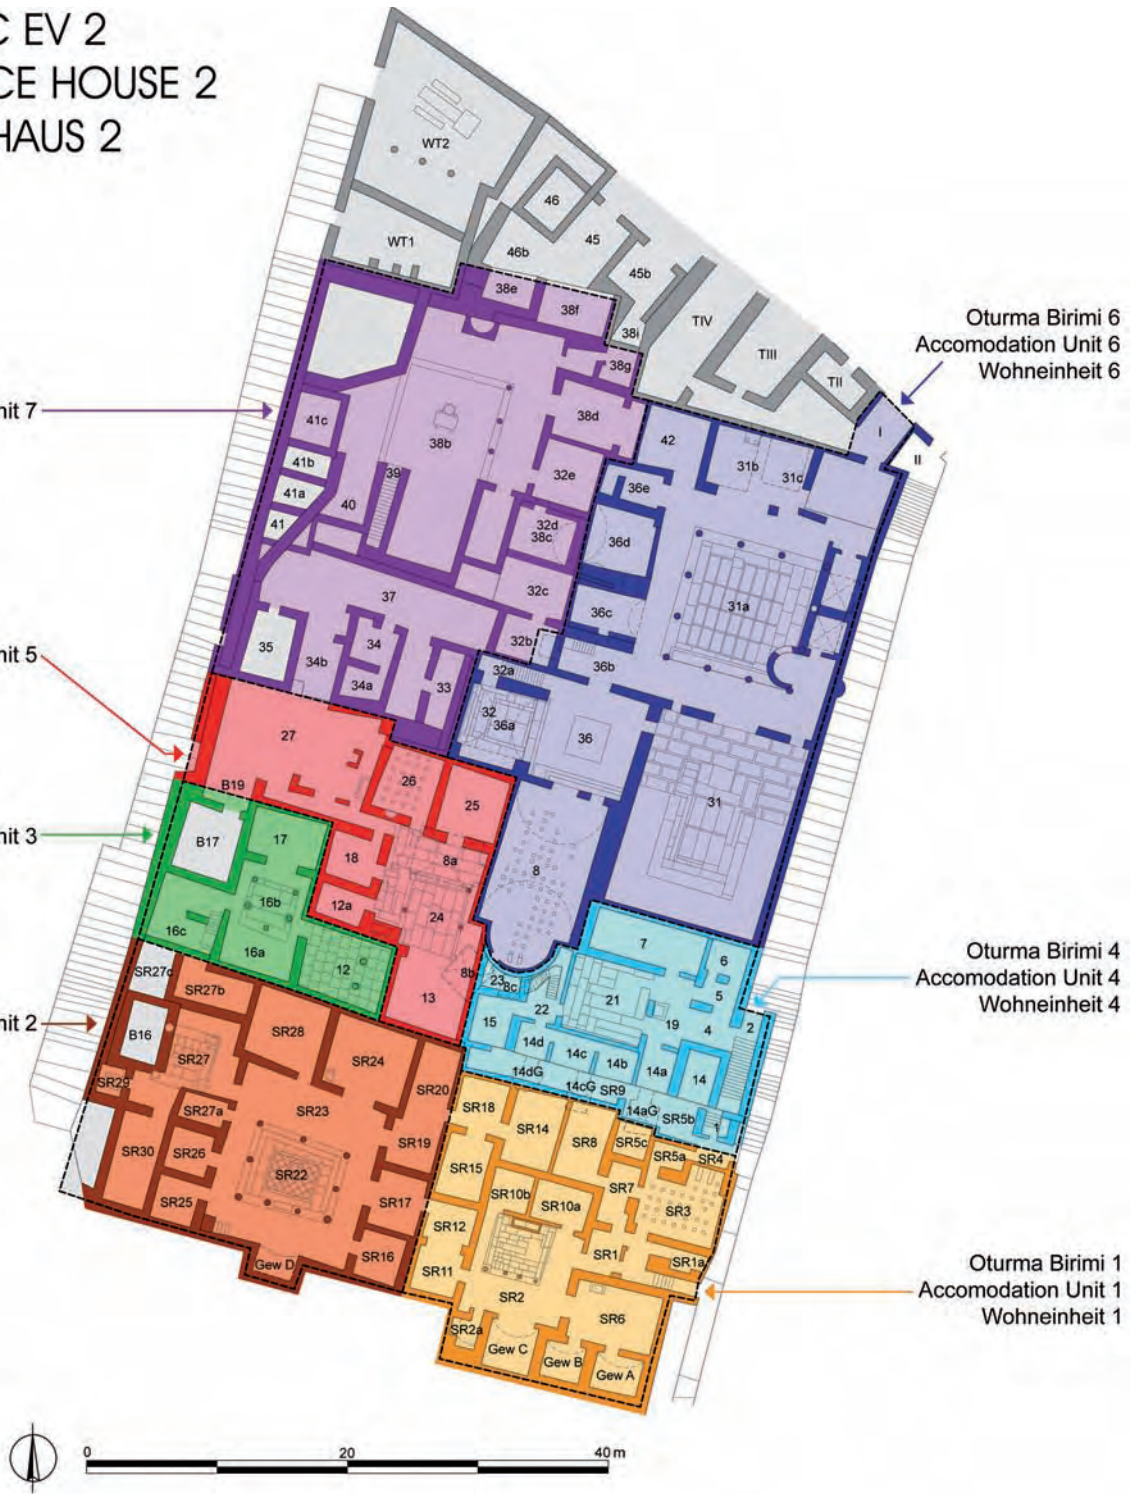 C EV 2
CE HOUSE 2
HAUS 2
WT2
46
45
WT1
46b
45b
38e
38f
38i
TIV
TIII
TII
Oturma Birimi 6
Accomodation Unit 6
Wohneinheit 6
38g
nit 7
41c
38b
38d
42
I
II
41b
39
32e
31b
31c
41a
40
36e
41
32d
38c
36d
37
32c
36c
31a
35
34b
34
32b
36b
nit 5
34a
33
32a
32
36a
36
27
26
25
31
B19
nit 3
B17
17
18
8a
8
16b
12a
24
16c
16a
12
8b
13
7
6
Oturma Birimi 4
Accomodation Unit 4
Wohneinheit 4
23
8c
22
21
5
19
4
2
15
14d
14c
14b
14a
14
14dG
14cG
SR9
14aG
SR5b
1
SR27c
SR27b
nit 2
B16
SR27
SR28
SR24
SR29
SR20
SR27a
SR23
SR19
SR30
SR26
SR22
SR25
SR17
SR16
Gew D
SR18
SR14
SR8
SR5c
SR5a
SR4
SR15
SR10b
SR10a
SR7
SR3
SR12
SR1
SR1a
SR11
SR2
SR6
SR2a
Gew C
Gew B
Gew A
Oturma Birimi 1
Accomodation Unit 1
Wohneinheit 1
0 20 40 m